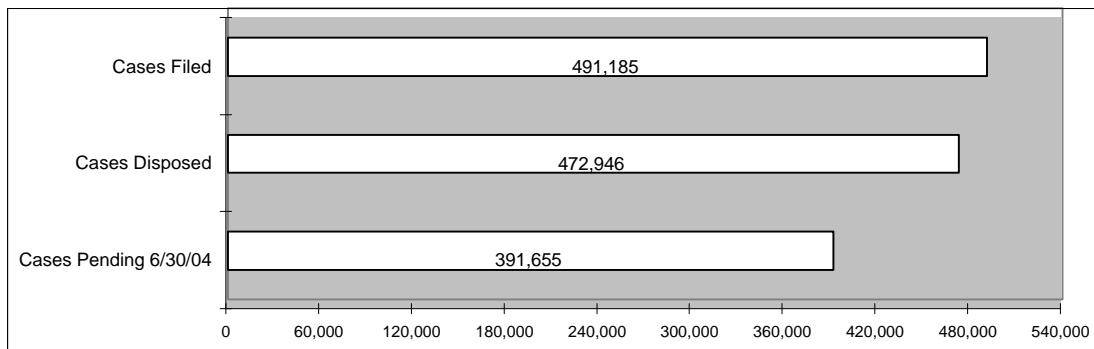 Cases Filed
491,185
Cases Disposed
472,946
Cases Pending 6/30/04
391,655
0 60,000 120,000 180,000 240,000 300,000 360,000 420,000 480,000 540,000